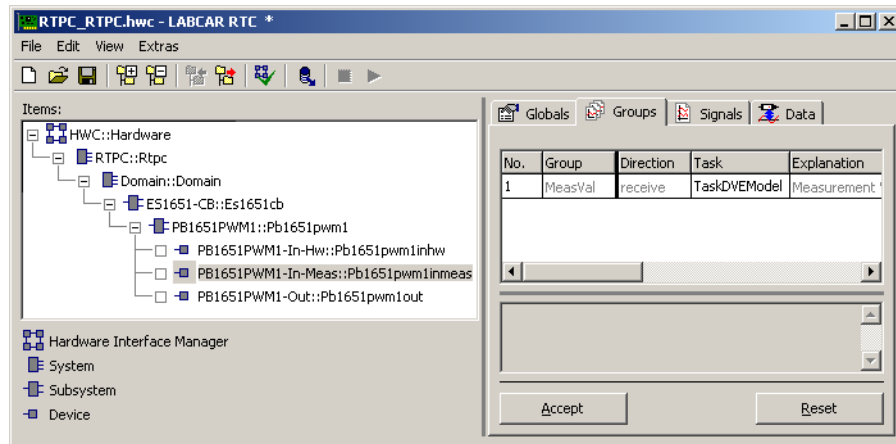 RTPC_RTPC.hwc - LABCAR RTC *
File Edit View Extras
Items:
HWC::Hardware
RTPC::Rtpc
Domain::Domain
ES1651-CB::Es1651cb
PB1651PWM1::Pb1651pwm1
PB1651PWM1-In-Hw::Pb1651pwm1inhw
PB1651PWM1-In-Meas::Pb1651pwm1inmeas
PB1651PWM1-Out::Pb1651pwm1out
Hardware Interface Manager
System
Subsystem
Device
Globals Groups Signals Data
No. Group Direction Task Explanation
1 MeasVal receive TaskDVEModel Measurement
Accept Reset